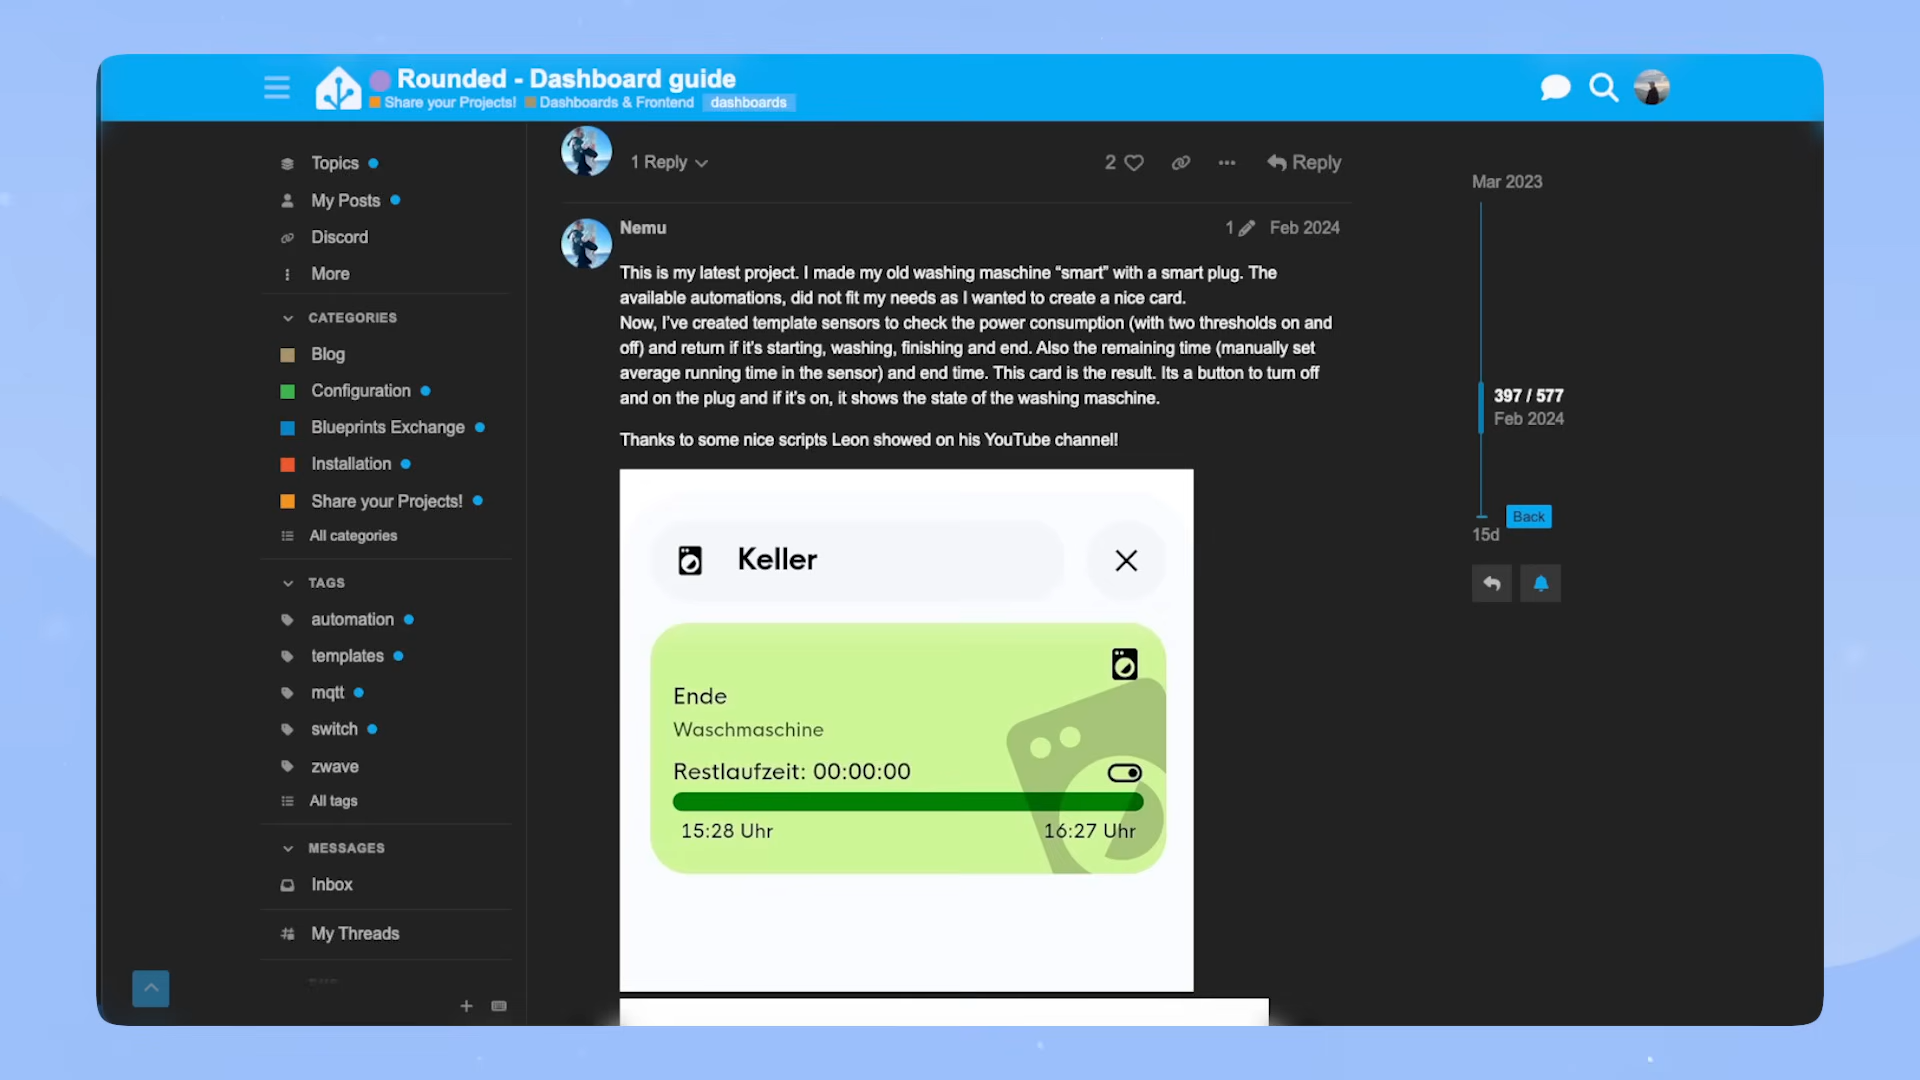 Rounded - Dashboard guide
Share your Projects! Dashboards & Frontend dashboards
Topics
My Posts
Discord
More
CATEGORIES
Blog
Configuration
Blueprints Exchange
Installation
Share your Projects!
All categories
TAGS
automation
templates
mqtt
switch
zwave
All tags
MESSAGES
Inbox
My Threads
1 Reply
2
Reply
Nemu
1
Feb 2024
This is my latest project. I made my old washing maschine “smart” with a smart plug. The
available automations, did not fit my needs as I wanted to create a nice card.
Now, I’ve created template sensors to check the power consumption (with two thresholds on and
off) and return if it’s starting, washing, finishing and end. Also the remaining time (manually set
average running time in the sensor) and end time. This card is the result. Its a button to turn off
and on the plug and if it’s on, it shows the state of the washing maschine.
Thanks to some nice scripts Leon showed on his YouTube channel!
Keller
Ende
Waschmaschine
Restlaufzeit: 00:00:00
15:28 Uhr
16:27 Uhr
Mar 2023
397 / 577
Feb 2024
Back
15d